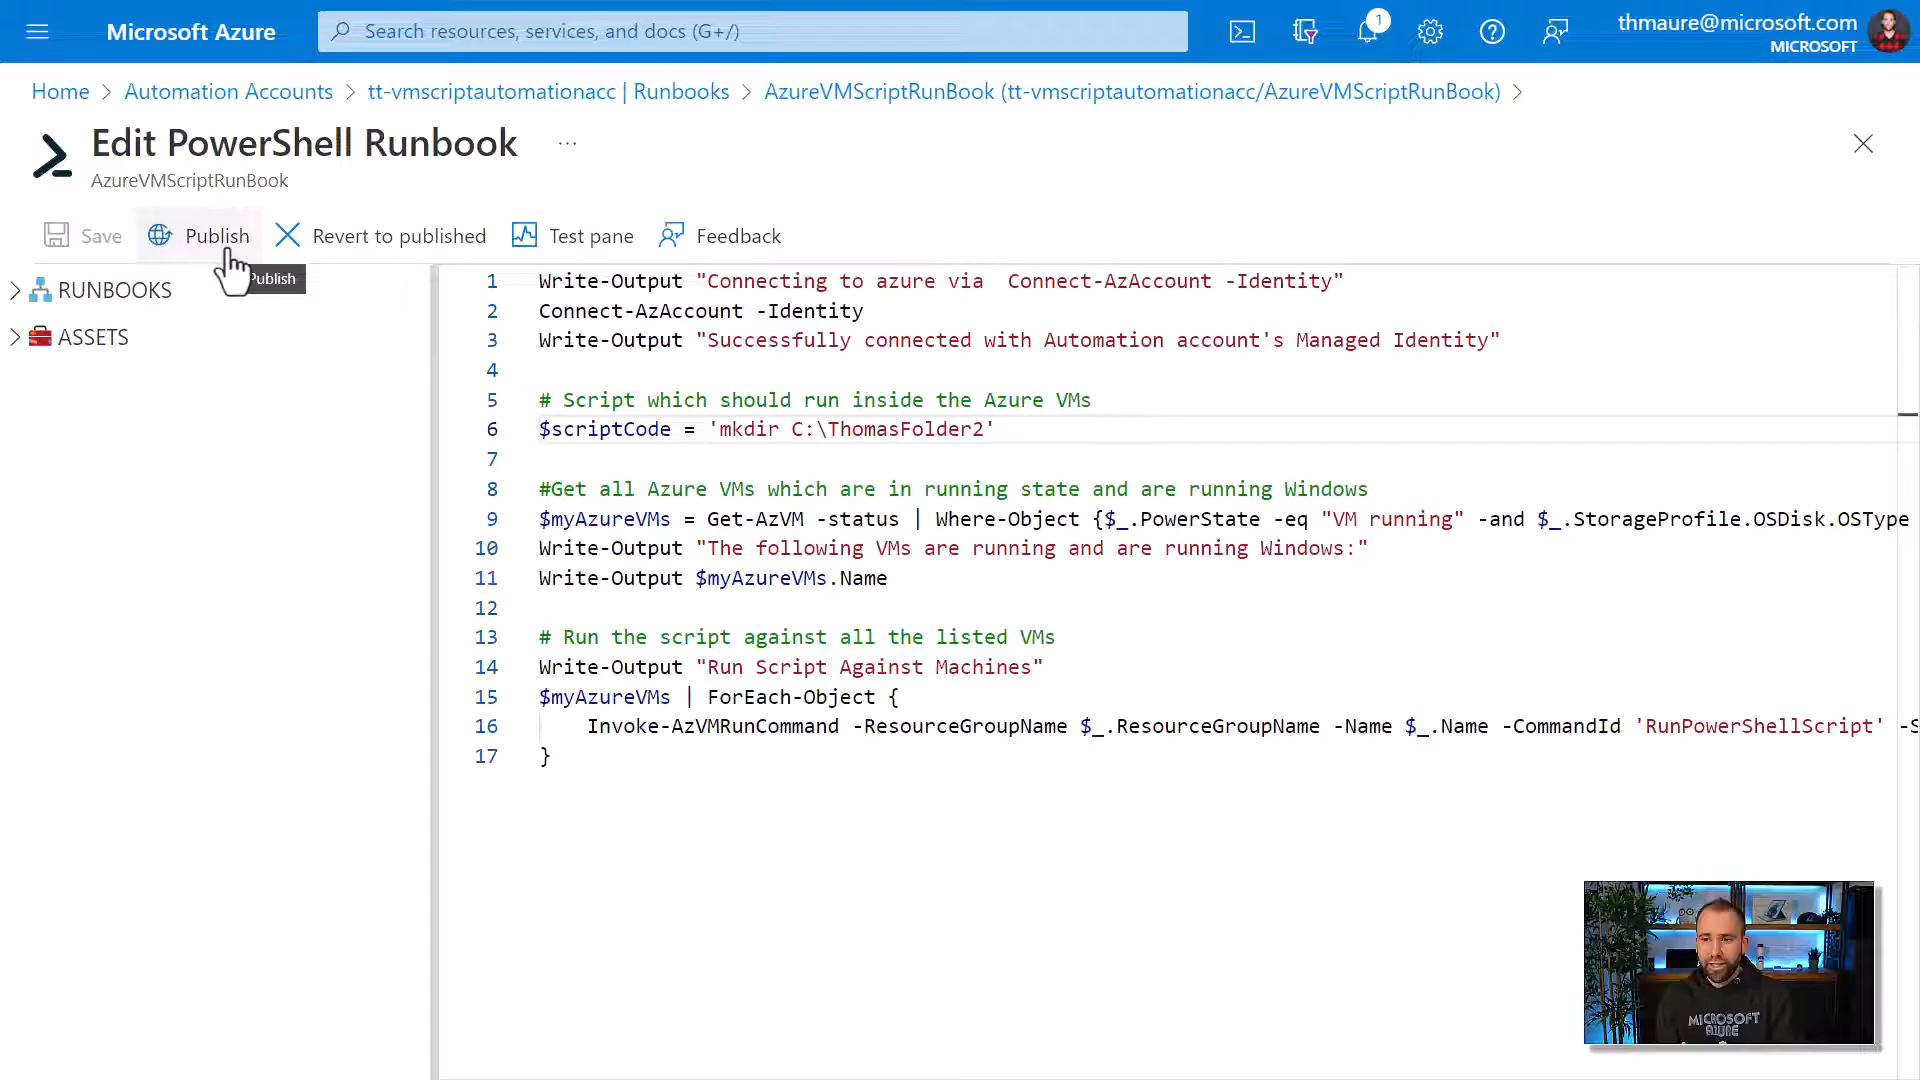 Microsoft Azure
Search resources, services, and docs (G+/)
1
thmaure@microsoft.com
MICROSOFT
Home > Automation Accounts > tt-vmscriptautomationacc | Runbooks > AzureVMScriptRunBook (tt-vmscriptautomationacc/AzureVMScriptRunBook) >
Edit PowerShell Runbook ...
AzureVMScriptRunBook
Save Publish Revert to published Test pane Feedback
Publish
RUNBOOKS
ASSETS
1 Write-Output "Connecting to azure via  Connect-AzAccount -Identity"
2 Connect-AzAccount -Identity
3 Write-Output "Successfully connected with Automation account's Managed Identity"
4
5 # Script which should run inside the Azure VMs
6 $scriptCode = 'mkdir C:\ThomasFolder2'
7
8 #Get all Azure VMs which are in running state and are running Windows
9 $myAzureVMs = Get-AzVM -status | Where-Object {$_.PowerState -eq "VM running" -and $_.StorageProfile.OSDisk.OSType
10 Write-Output "The following VMs are running and are running Windows:"
11 Write-Output $myAzureVMs.Name
12
13 # Run the script against all the listed VMs
14 Write-Output "Run Script Against Machines"
15 $myAzureVMs | ForEach-Object {
16 Invoke-AzVMRunCommand -ResourceGroupName $_.ResourceGroupName -Name $_.Name -CommandId 'RunPowerShellScript' -S
17 }
MICROSOFT
AZURE